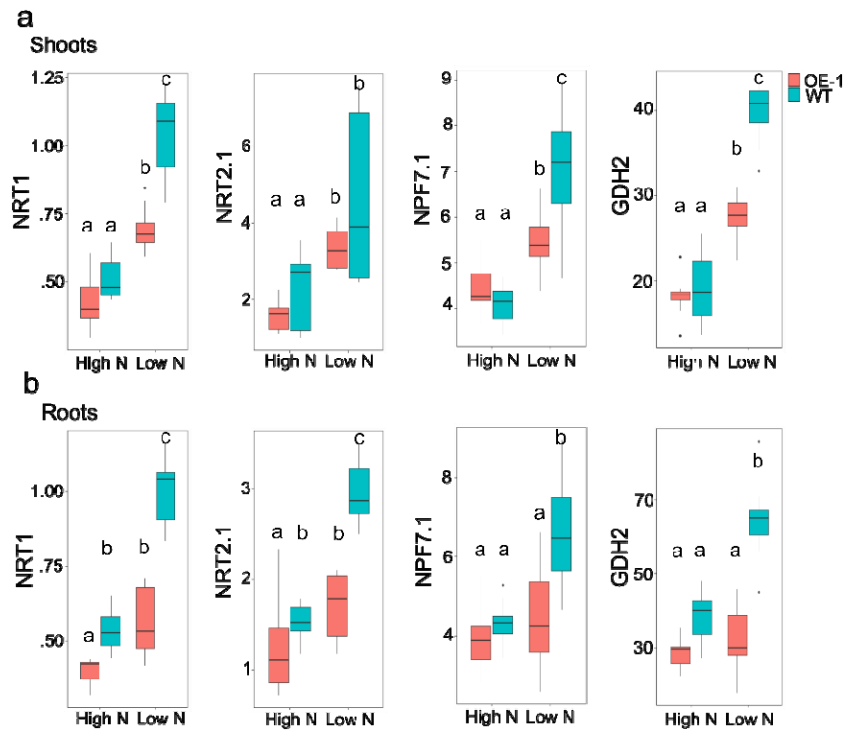 a
Shoots
NRT1
1.25
1.00
.75
.50
a
a
b
c
High N
Low N
NRT2.1
6
4
2
a
a
b
b
High N
Low N
NPF7.1
9
8
7
6
5
4
a
a
b
c
High N
Low N
GDH2
40
30
20
a
a
b
c
High N
Low N
OE-1
WT
b
Roots
NRT1
1.00
.75
.50
a
b
b
c
High N
Low N
NRT2.1
3
2
1
a
b
b
c
High N
Low N
NPF7.1
8
6
4
a
a
a
b
High N
Low N
GDH2
70
50
30
a
a
a
b
High N
Low N